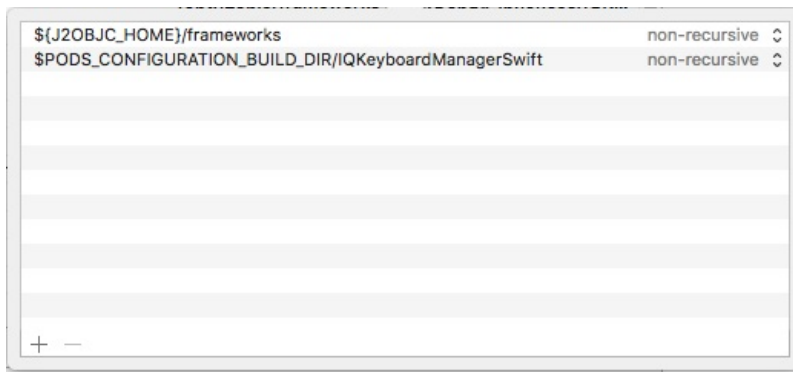 ${J2OBJC_HOME}/frameworks non-recursive
$PODS_CONFIGURATION_BUILD_DIR/IQKeyboardManagerSwift non-recursive